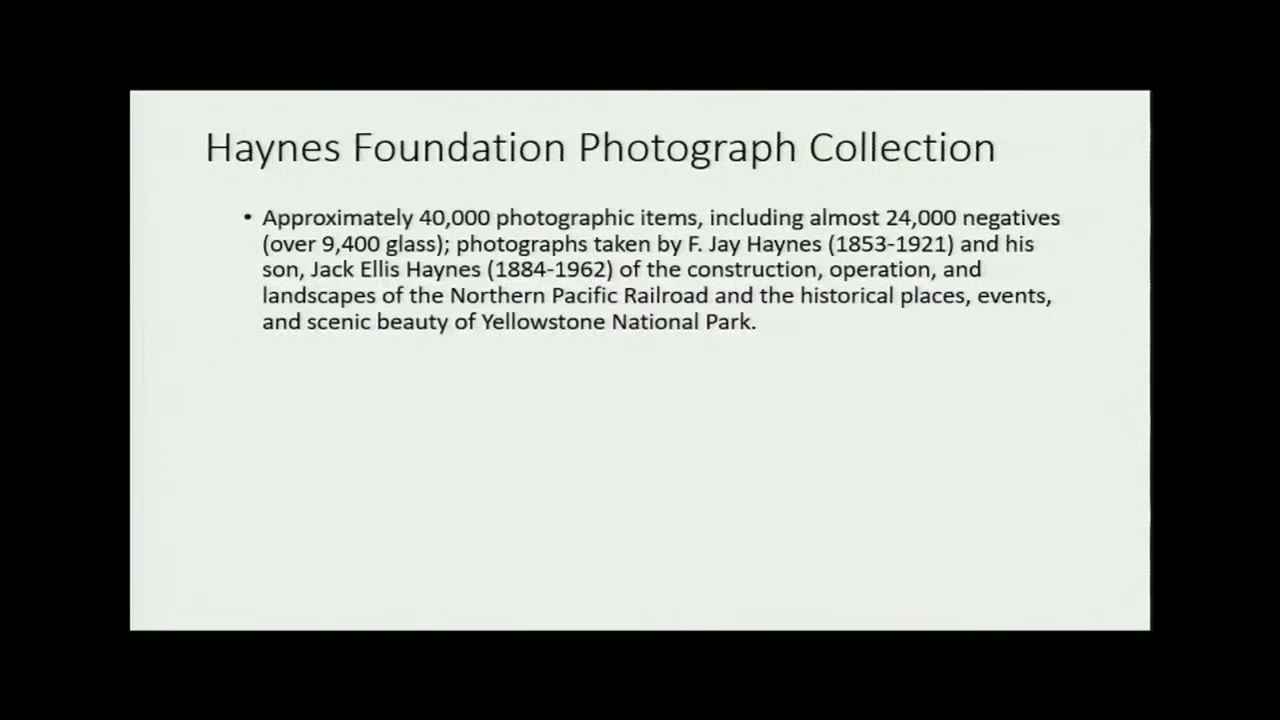 Haynes Foundation Photograph Collection
• Approximately 40,000 photographic items, including almost 24,000 negatives
(over 9,400 glass); photographs taken by F. Jay Haynes (1853-1921) and his
son, Jack Ellis Haynes (1884-1962) of the construction, operation, and
landscapes of the Northern Pacific Railroad and the historical places, events,
and scenic beauty of Yellowstone National Park.